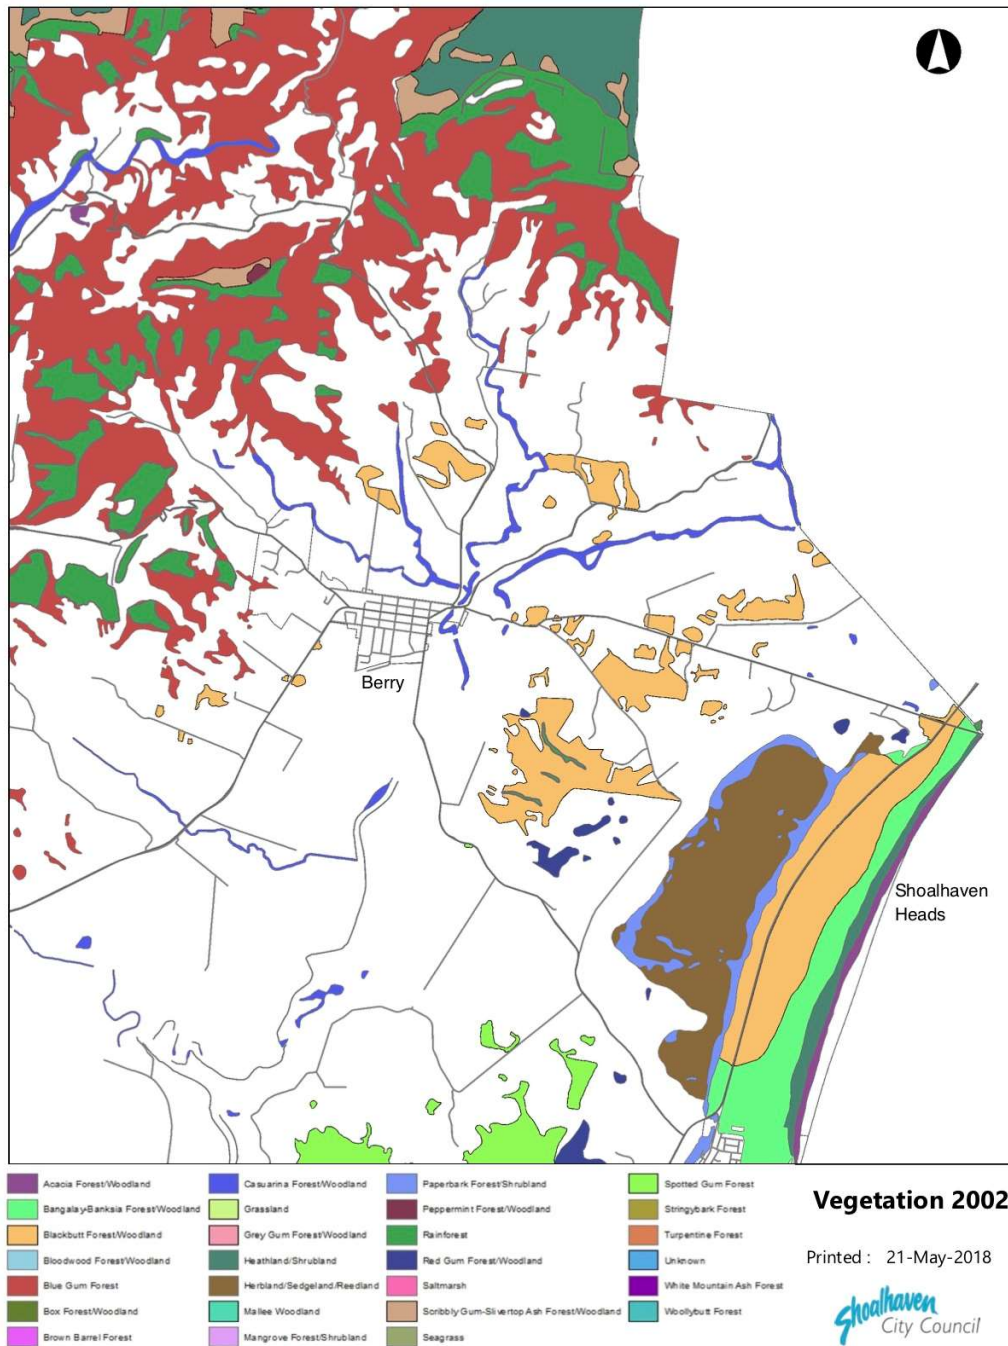 Berry
Shoalhaven
Heads
Acacia Forest/Woodland
Bangalay-Banksia Forest/Woodland
Blackbutt Forest/Woodland
Bloodwood Forest/Woodland
Blue Gum Forest
Box Forest/Woodland
Brown Barrel Forest
Casuarina Forest/Woodland
Grassland
Grey Gum Forest/Woodland
Heathland/Shrubland
Herbland/Sedgeland/Reedland
Mallee Woodland
Mangrove Forest/Shrubland
Paperbark Forest/Shrubland
Peppermint Forest/Woodland
Rainforest
Red Gum Forest/Woodland
Saltmarsh
Scribbly Gum-Silvertop Ash Forest/Woodland
Seagrass
Spotted Gum Forest
Stringybark Forest
Turpentine Forest
Unknown
White Mountain Ash Forest
Woollybutt Forest
Vegetation 2002
Printed : 21-May-2018
Shoalhaven
City Council